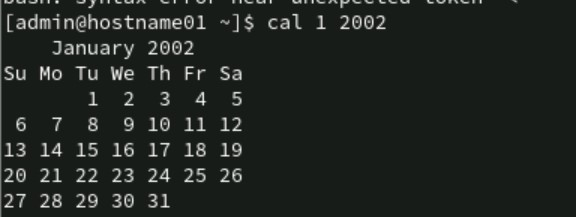 bash: syntax error near unexpected token
[admin@hostname01 ~]$ cal 1 2002
    January 2002
Su Mo Tu We Th Fr Sa
       1  2  3  4  5
 6  7  8  9 10 11 12
13 14 15 16 17 18 19
20 21 22 23 24 25 26
27 28 29 30 31